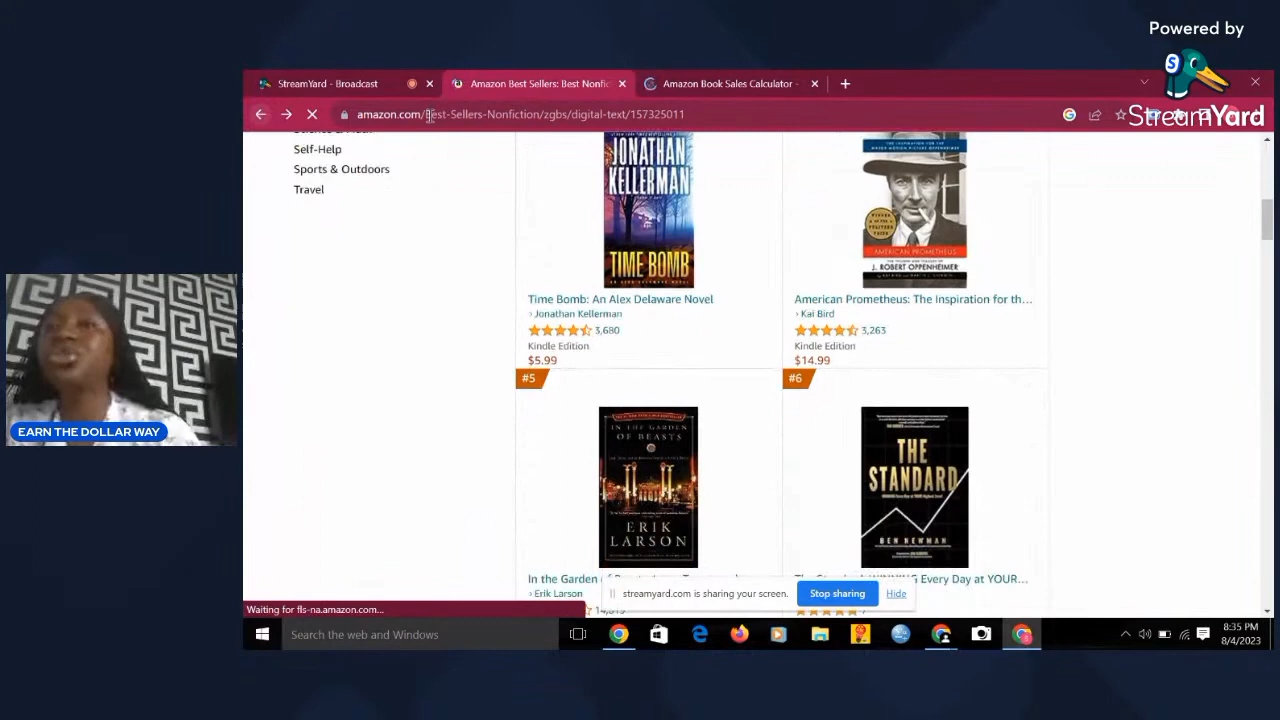 Powered by
S
StreamYard
StreamYard - Broadcast
Amazon Best Sellers: Best Nonfic
Amazon Book Sales Calculator -
amazon.com/Best-Sellers-Nonfiction/zgbs/digital-text/157325011
Self-Help
Sports & Outdoors
Travel
JONATHAN
KELLERMAN
TIME BOMB
AMERICAN PROMETHEUS
J. ROBERT OPPENHEIMER
Time Bomb: An Alex Delaware Novel
› Jonathan Kellerman
3,680
Kindle Edition
$5.99
American Prometheus: The Inspiration for th…
› Kai Bird
3,263
Kindle Edition
$14.99
#5
#6
IN THE GARDEN
OF BEASTS
ERIK
LARSON
THE
STANDARD
BEN NEWMAN
In the Garden
› Erik Larson
Every Day at YOUR…
streamyard.com is sharing your screen.
Stop sharing
Hide
Waiting for fls-na.amazon.com...
Search the web and Windows
8:35 PM
8/4/2023
EARN THE DOLLAR WAY